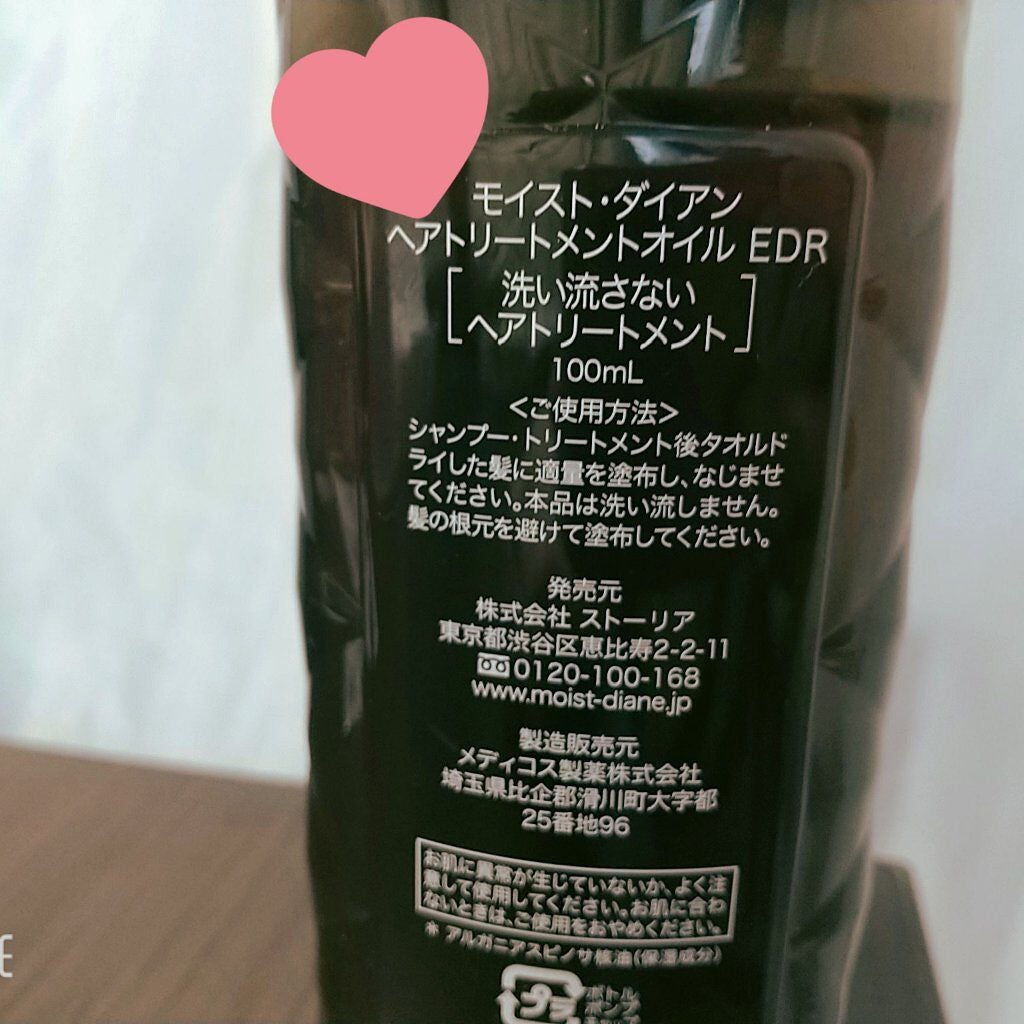 モイスト・ダイアン
ヘアトリートメントオイル EDR
洗い流さない
ヘアトリートメント
100mL
<ご使用方法>
シャンプー・トリートメント後タオルド
ライした髪に適量を塗布し、なじませ
てください。本品は洗い流しません。
髪の根元を避けて塗布してください。
発売元
株式会社 ストーリア
東京都渋谷区恵比寿2-2-11
0120-100-168
www.moist-diane.jp
製造販売元
メディコス製薬株式会社
埼玉県比企郡滑川町大字都
25番地96
お肌に異常が生じていないか、よく注
意して使用してください。お肌に合わ
ないときは、ご使用をおやめください。
* アルガニアスピノサ核油(保湿成分)
プラ
ボトル
ポンプ
キャップ